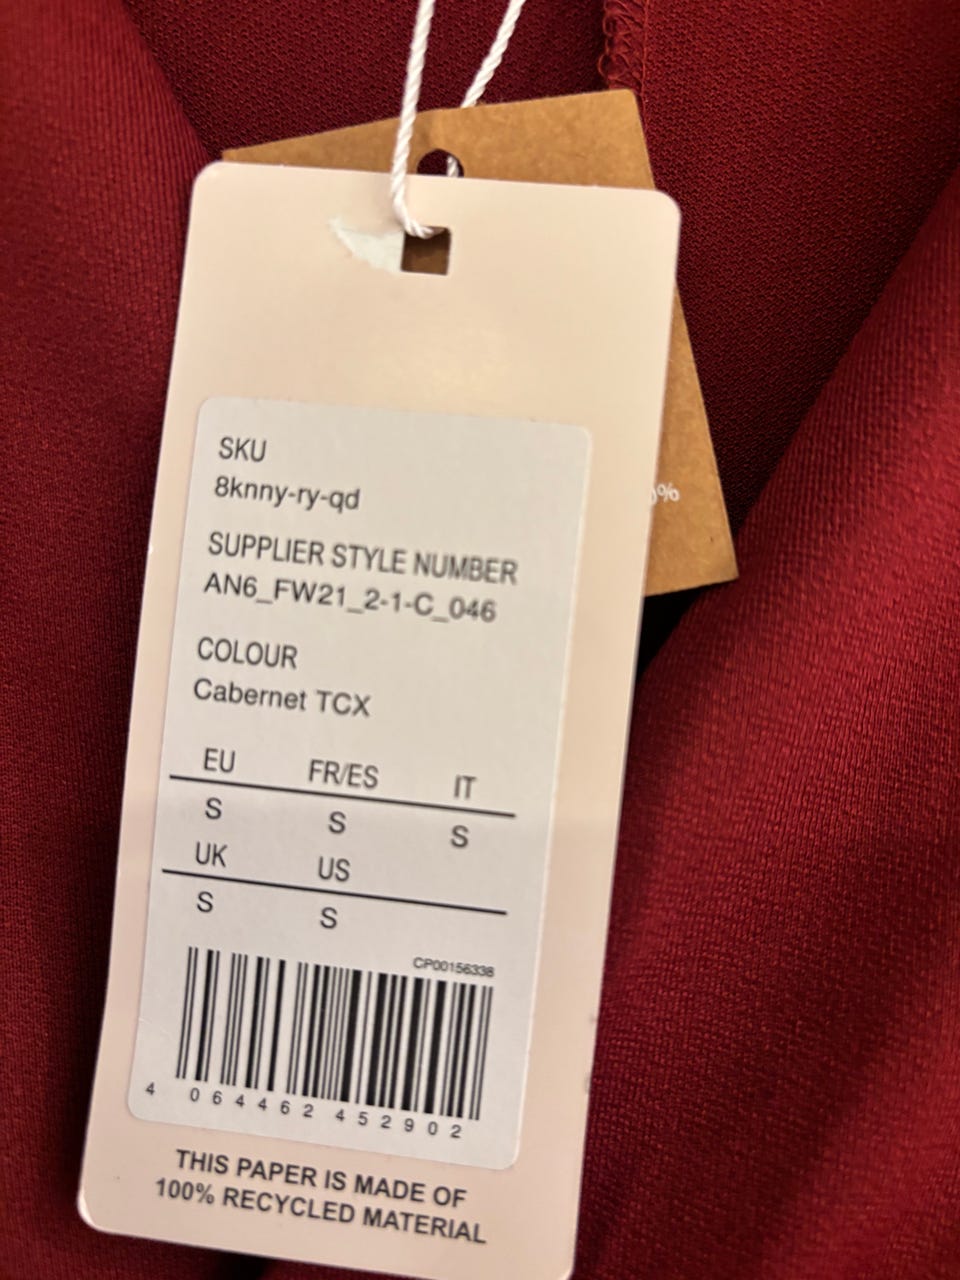 SKU
8knny-ry-qd
SUPPLIER STYLE NUMBER
AN6_FW21_2-1-C_046
COLOUR
Cabernet TCX
EU FR/ES IT
S S S
UK US
S S
CP00156338
4 064462 452902
THIS PAPER IS MADE OF
100% RECYCLED MATERIAL